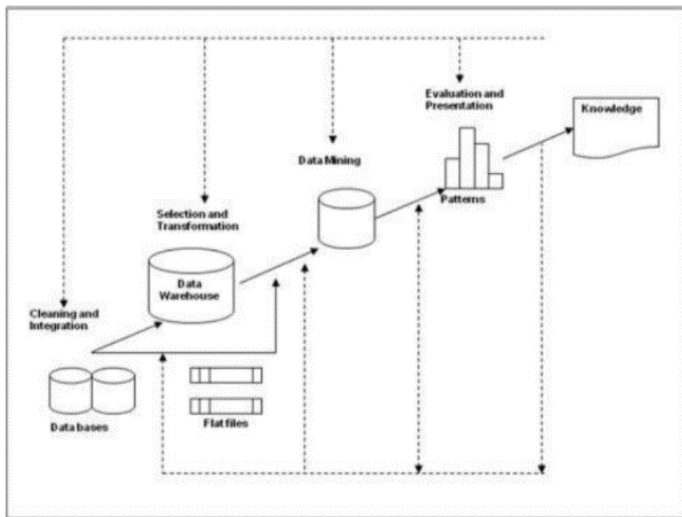 Evaluation and
Presentation
Knowledge
Data Mining
Patterns
Selection and
Transformation
Data
Warehouse
Cleaning and
Integration
Data bases
Flat files